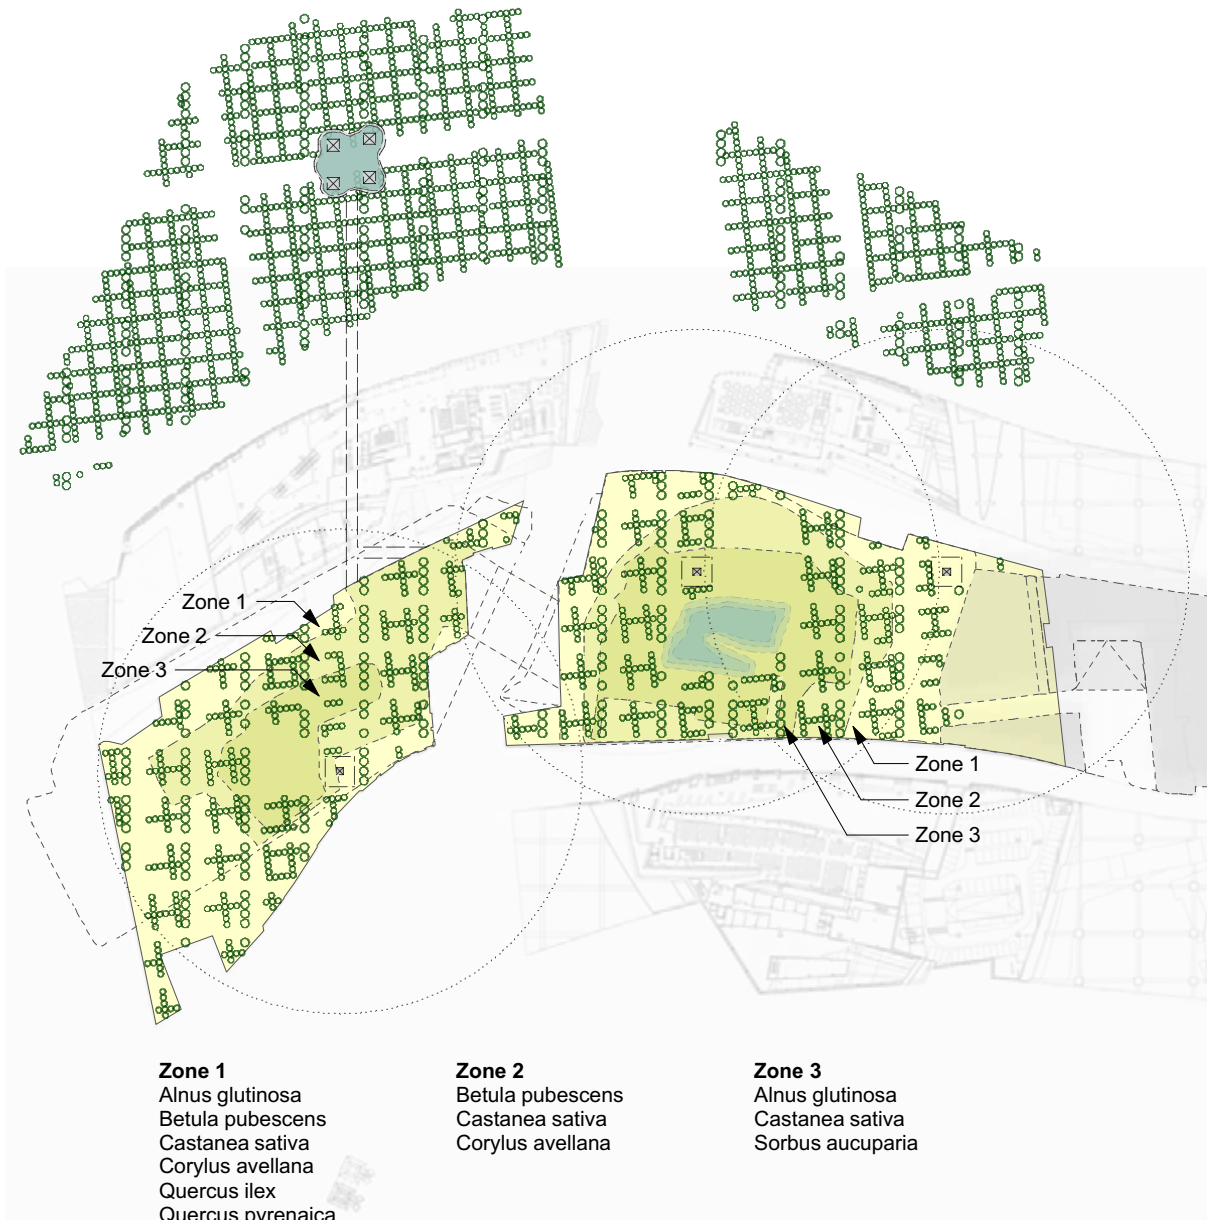 Zone 1
Zone 2
Zone 3
Zone 1
Zone 2
Zone 3
Zone 1
Alnus glutinosa
Betula pubescens
Castanea sativa
Corylus avellana
Quercus ilex
Quercus pyrenaica
Zone 2
Betula pubescens
Castanea sativa
Corylus avellana
Zone 3
Alnus glutinosa
Castanea sativa
Sorbus aucuparia